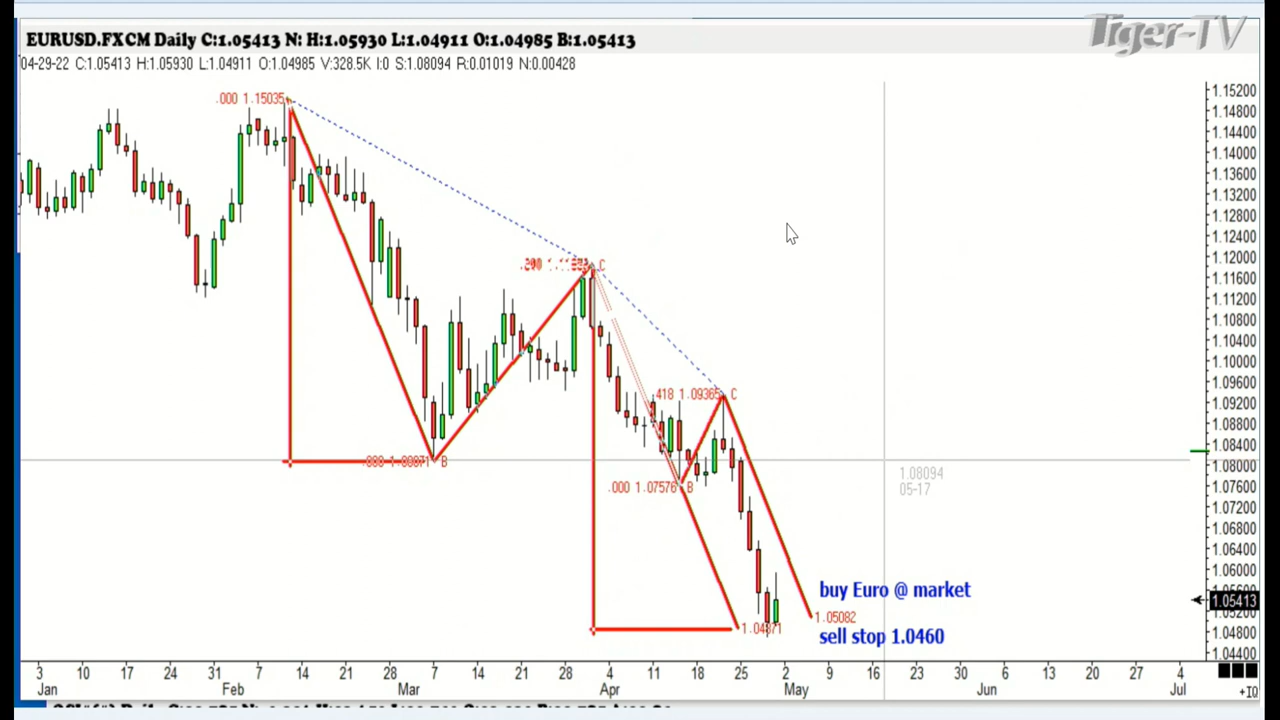 Tiger-TV
EURUSD.FXCM Daily C:1.05413 N: H:1.05930 L:1.04911 O:1.04985 B:1.05413
04-29-22 C:1.05413 H:1.05930 L:1.04911 O:1.04985 V:328.5K I:0 S:1.08094 R:0.01019 N:0.00428
.000 1.15035
C
.418 1.09365 C
B
.000 1.07576 B
1.08094
05-17
buy Euro @ market
1.05082
sell stop 1.0460
1.15200
1.14800
1.14400
1.14000
1.13600
1.13200
1.12800
1.12400
1.12000
1.11600
1.11200
1.10800
1.10400
1.10000
1.09600
1.09200
1.08800
1.08400
1.08000
1.07600
1.07200
1.06800
1.06400
1.06000
1.05413
1.04800
1.04400
3 10 17 24 31 7 14 21 28 7 14 21 28 4 11 18 25 2 9 16 23 30 6 13 20 27 4
Jan Feb Mar Apr May Jun Jul